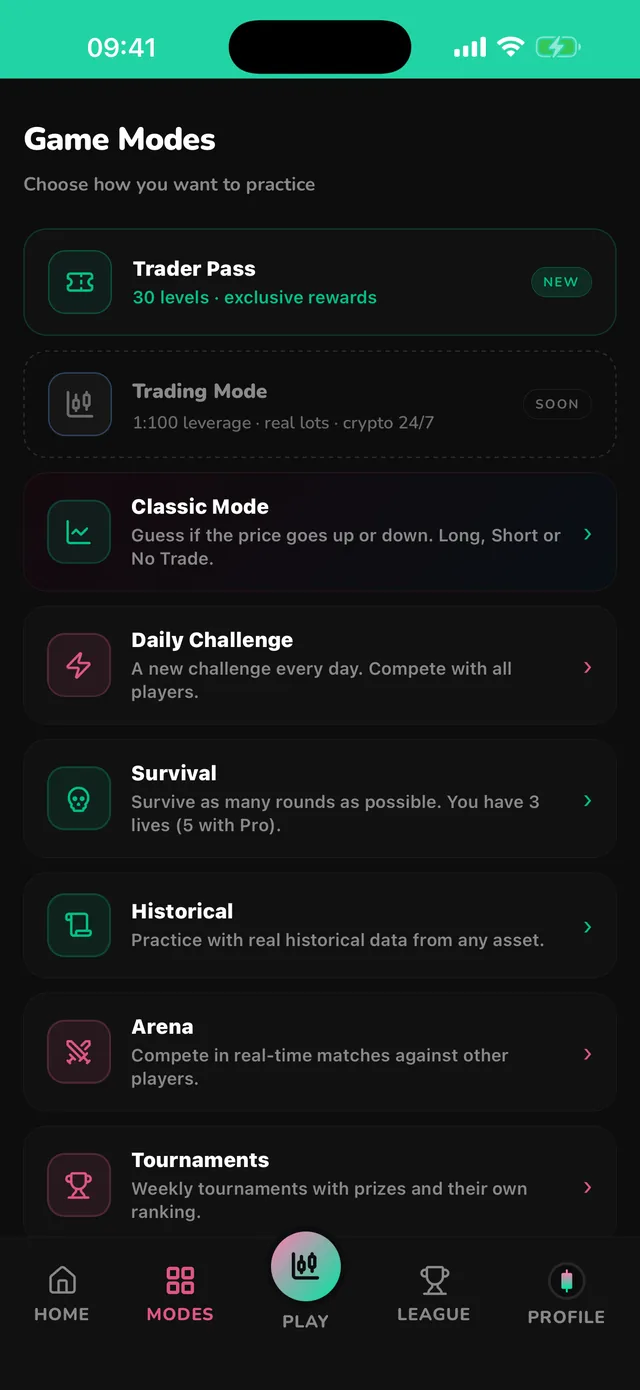 09:41
Game Modes
Choose how you want to practice
Trader Pass
30 levels · exclusive rewards
NEW
Trading Mode
1:100 leverage · real lots · crypto 24/7
SOON
Classic Mode
Guess if the price goes up or down. Long, Short or
No Trade.
Daily Challenge
A new challenge every day. Compete with all
players.
Survival
Survive as many rounds as possible. You have 3
lives (5 with Pro).
Historical
Practice with real historical data from any asset.
Arena
Compete in real-time matches against other
players.
Tournaments
Weekly tournaments with prizes and their own
ranking.
HOME
MODES
PLAY
LEAGUE
PROFILE